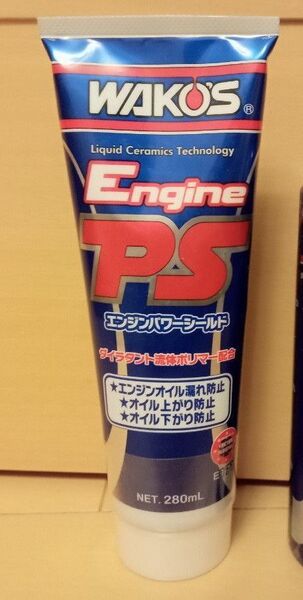 WAKO'S®
Liquid Ceramics Technology
Engine
PS
エンジンパワーシールド
ダイラタント流体ポリマー配合
★エンジンオイル漏れ防止
★オイル上がり防止
★オイル下がり防止
NET. 280mL